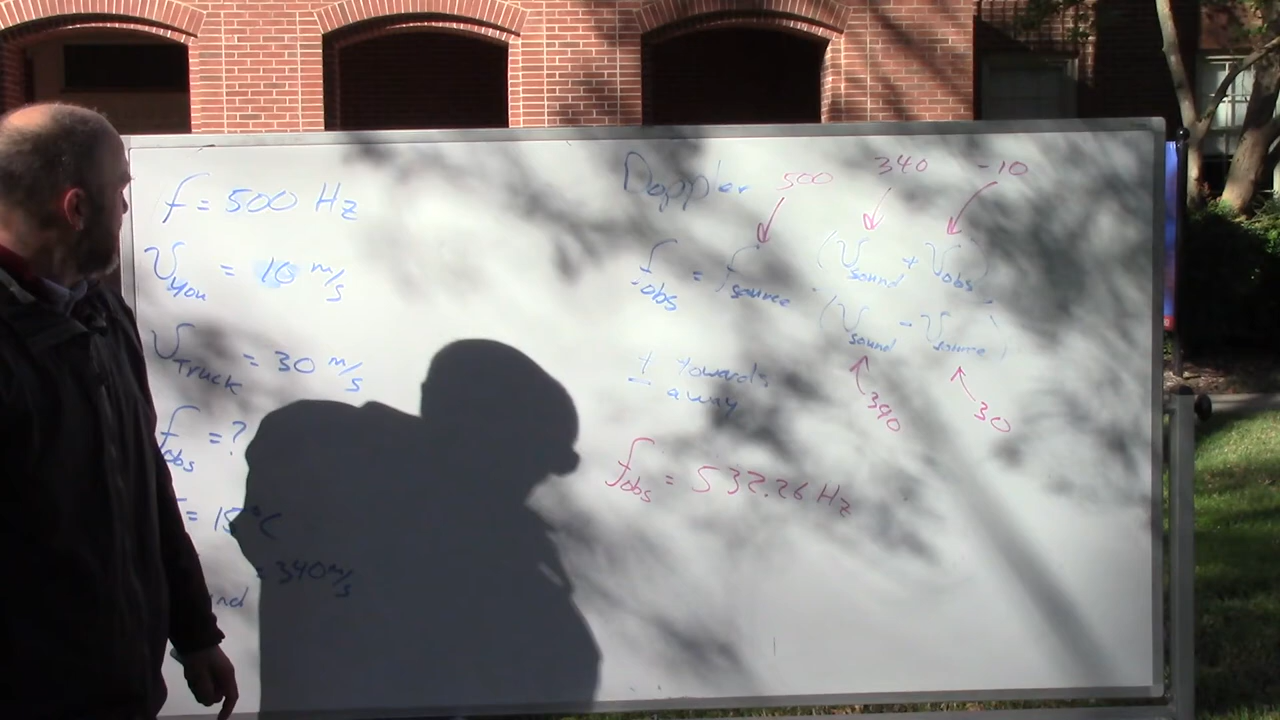 f = 500 Hz
v you = 10 m/s
v Truck = 30 m/s
f obs = ?
= 15°C
= 340 m/s
nd
Doppler
500
340
-10
f obs = f source (v sound + v obs)
(v sound - v source)
340
30
+ towards
- away
f obs = 532.26 Hz